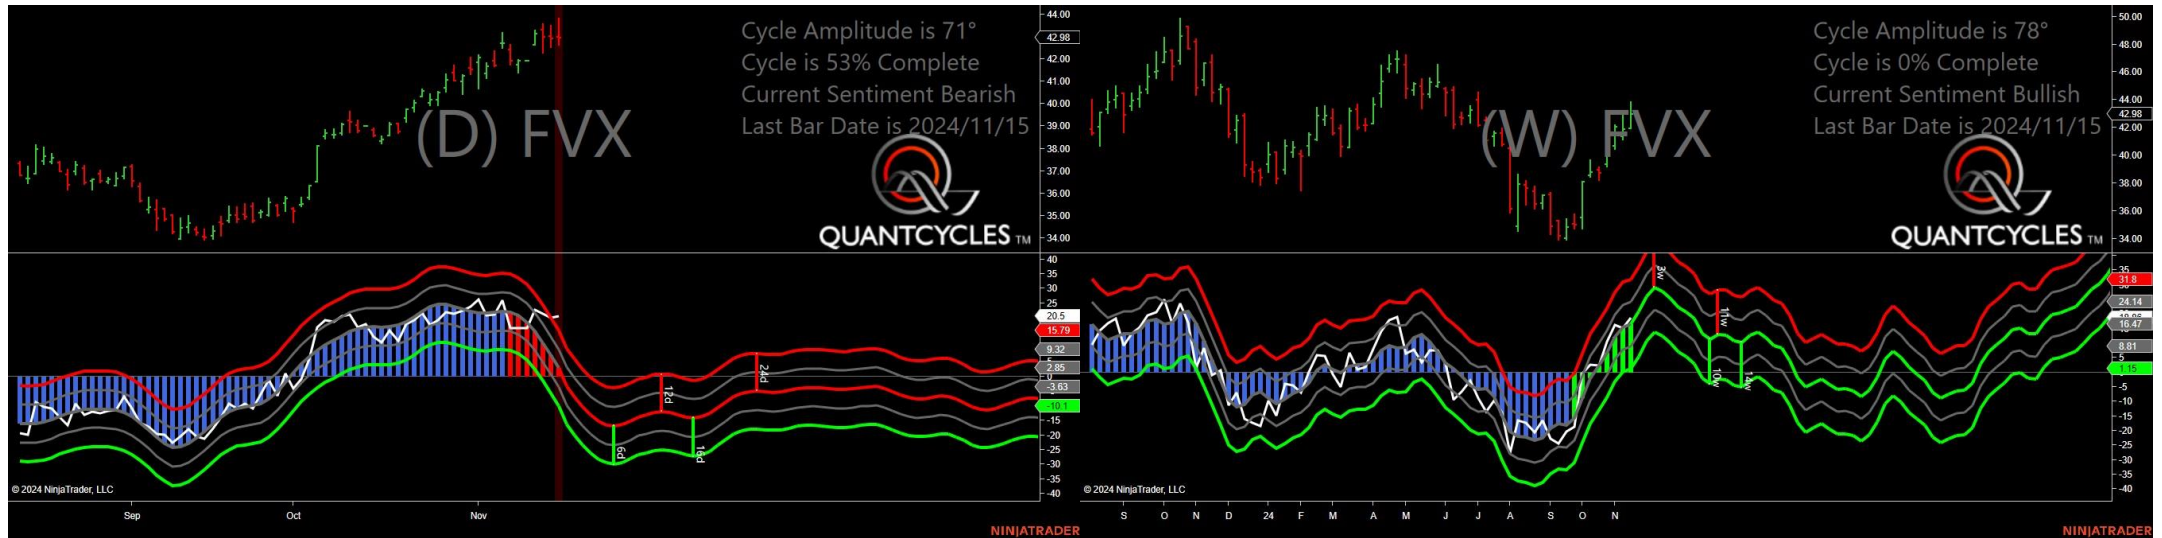 Cycle Amplitude is 71°
Cycle is 53% Complete
Current Sentiment Bearish
Last Bar Date is 2024/11/15
(D) FVX
QUANTCYCLES TM
44.00
42.98
42.00
41.00
40.00
39.00
38.00
37.00
36.00
35.00
34.00
40
35
30
25
20.5
15.79
9.32
5
2.85
0
-3.63
-10.1
-15
-20
-25
-30
-35
-40
6d
12d
16d
24d
© 2024 NinjaTrader, LLC
Sep Oct Nov
NINJATRADER
Cycle Amplitude is 78°
Cycle is 0% Complete
Current Sentiment Bullish
Last Bar Date is 2024/11/15
(W) FVX
QUANTCYCLES TM
50.00
48.00
46.00
44.00
42.98
42.00
40.00
38.00
36.00
34.00
35
31.8
24.14
16.47
8.81
5
1.15
-5
-10
-15
-20
-25
-30
-35
-40
3w
11w
10w
14w
© 2024 NinjaTrader, LLC
S O N D 24 F M A M J J A S O N
NINJATRADER